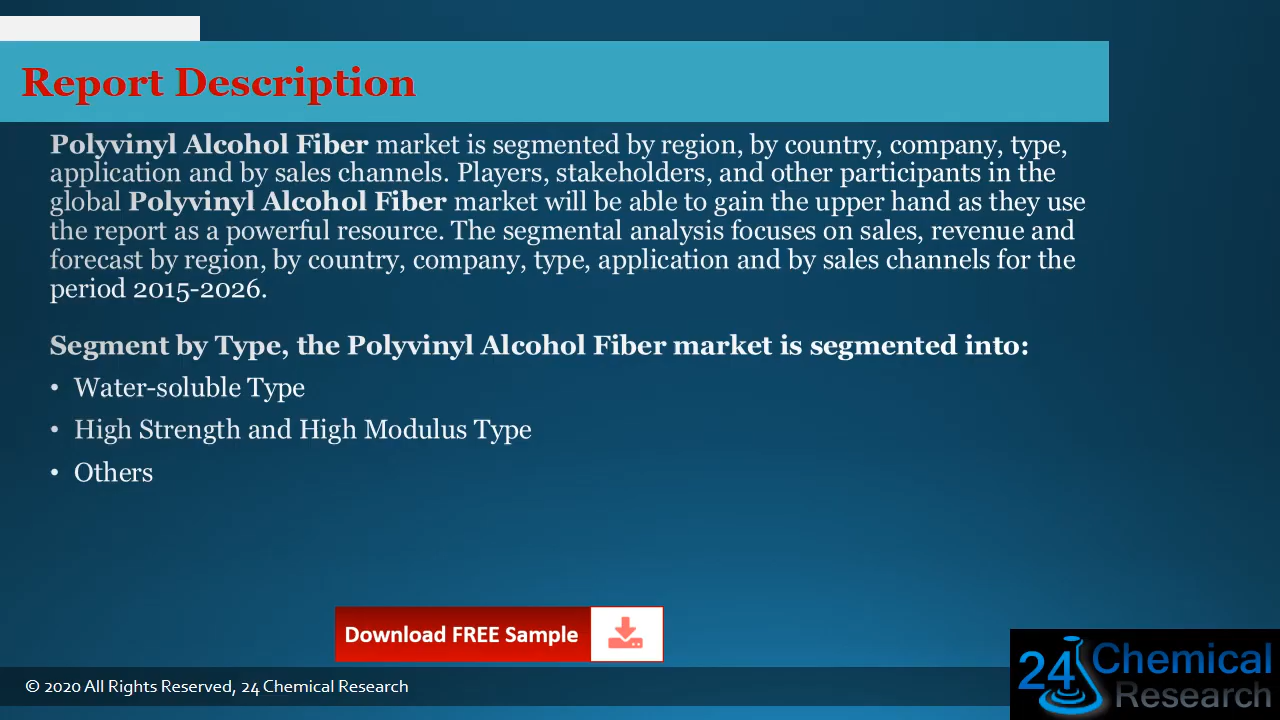 Report Description
Polyvinyl Alcohol Fiber market is segmented by region, by country, company, type,
application and by sales channels. Players, stakeholders, and other participants in the
global Polyvinyl Alcohol Fiber market will be able to gain the upper hand as they use
the report as a powerful resource. The segmental analysis focuses on sales, revenue and
forecast by region, by country, company, type, application and by sales channels for the
period 2015-2026.
Segment by Type, the Polyvinyl Alcohol Fiber market is segmented into:
• Water-soluble Type
• High Strength and High Modulus Type
• Others
Download FREE Sample
© 2020 All Rights Reserved, 24 Chemical Research
24 Chemical
Research